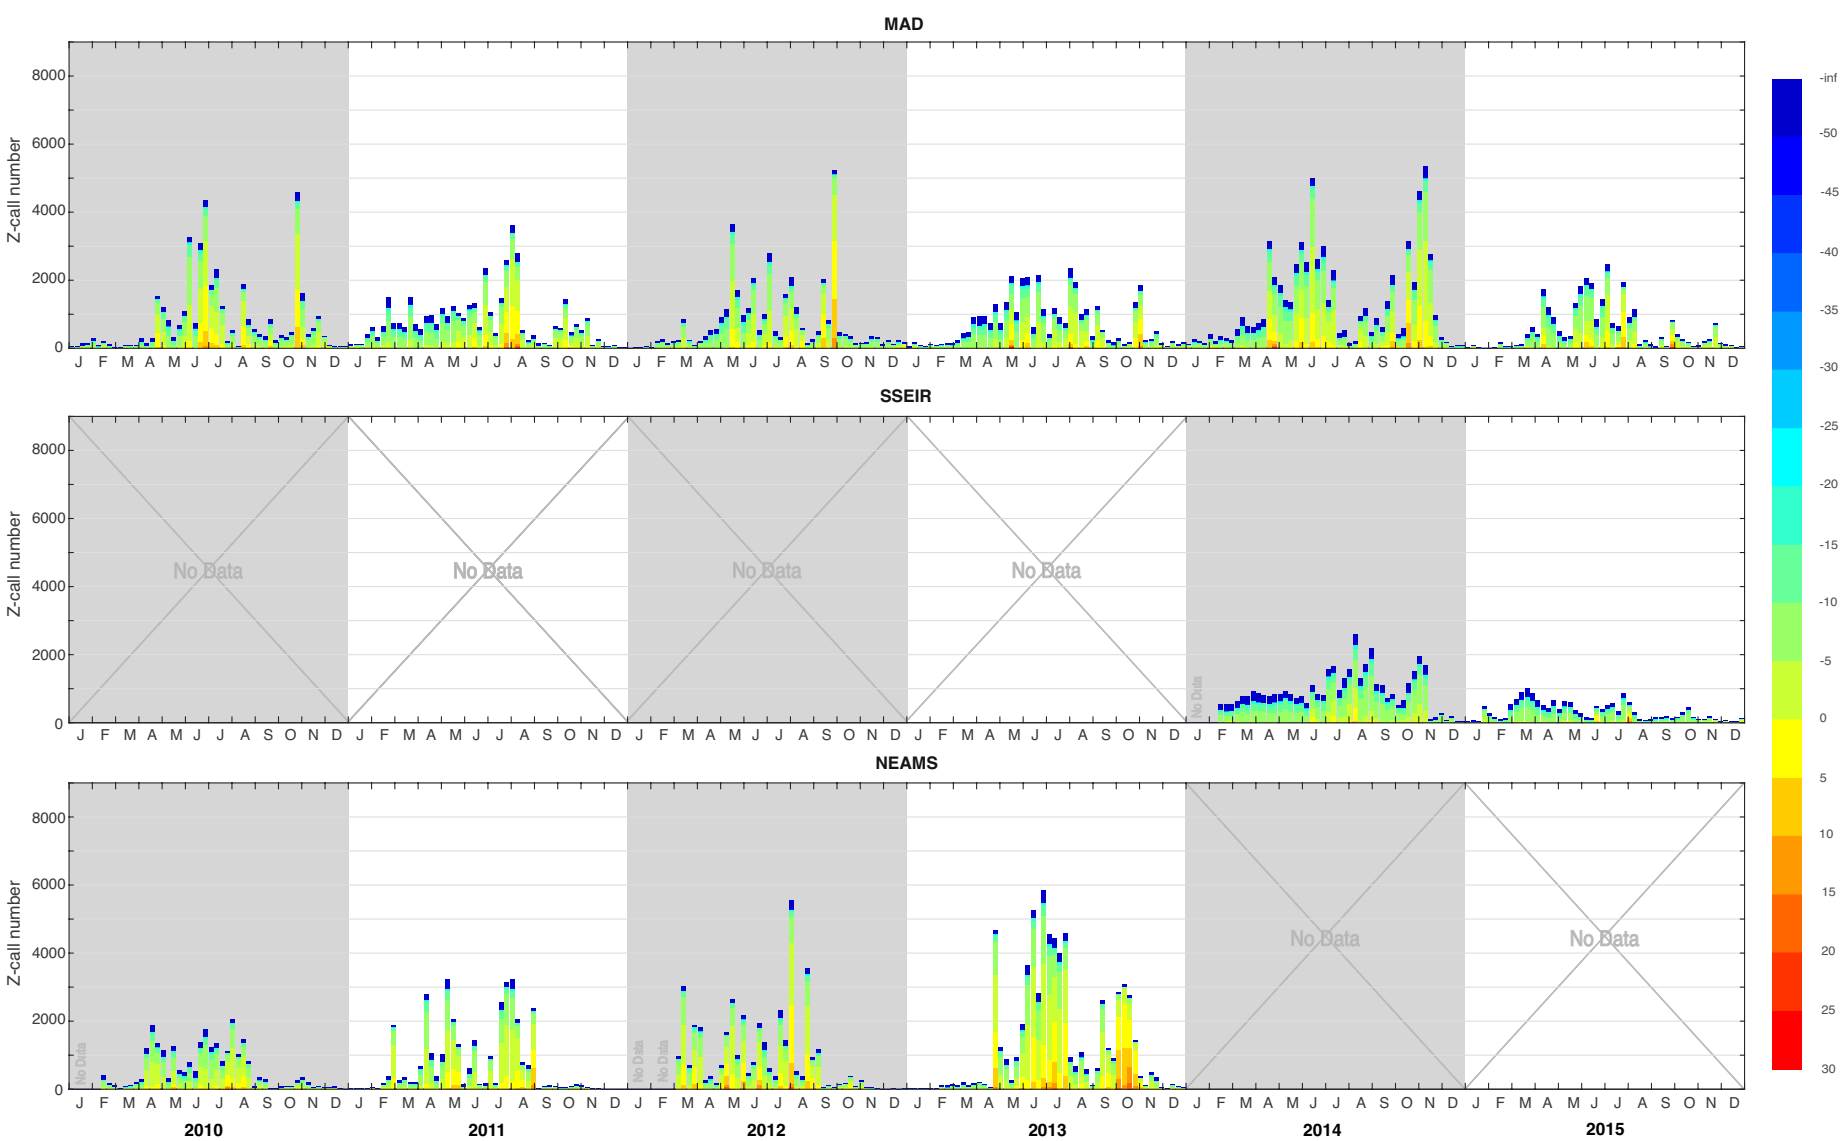 MAD
Z-call number
8000
6000
4000
2000
0
J F M A M J J A S O N D J F M A M J J A S O N D J F M A M J J A S O N D J F M A M J J A S O N D J F M A M J J A S O N D J F M A M J J A S O N D
SSEIR
Z-call number
8000
6000
4000
2000
0
No Data No Data No Data No Data
No Data
J F M A M J J A S O N D J F M A M J J A S O N D J F M A M J J A S O N D J F M A M J J A S O N D J F M A M J J A S O N D J F M A M J J A S O N D
NEAMS
Z-call number
8000
6000
4000
2000
0
No Data No Data
No Data No Data No Data
J F M A M J J A S O N D J F M A M J J A S O N D J F M A M J J A S O N D J F M A M J J A S O N D J F M A M J J A S O N D J F M A M J J A S O N D
2010 2011 2012 2013 2014 2015
-inf
-50
-45
-40
-35
-30
-25
-20
-15
-10
-5
0
5
10
15
20
25
30